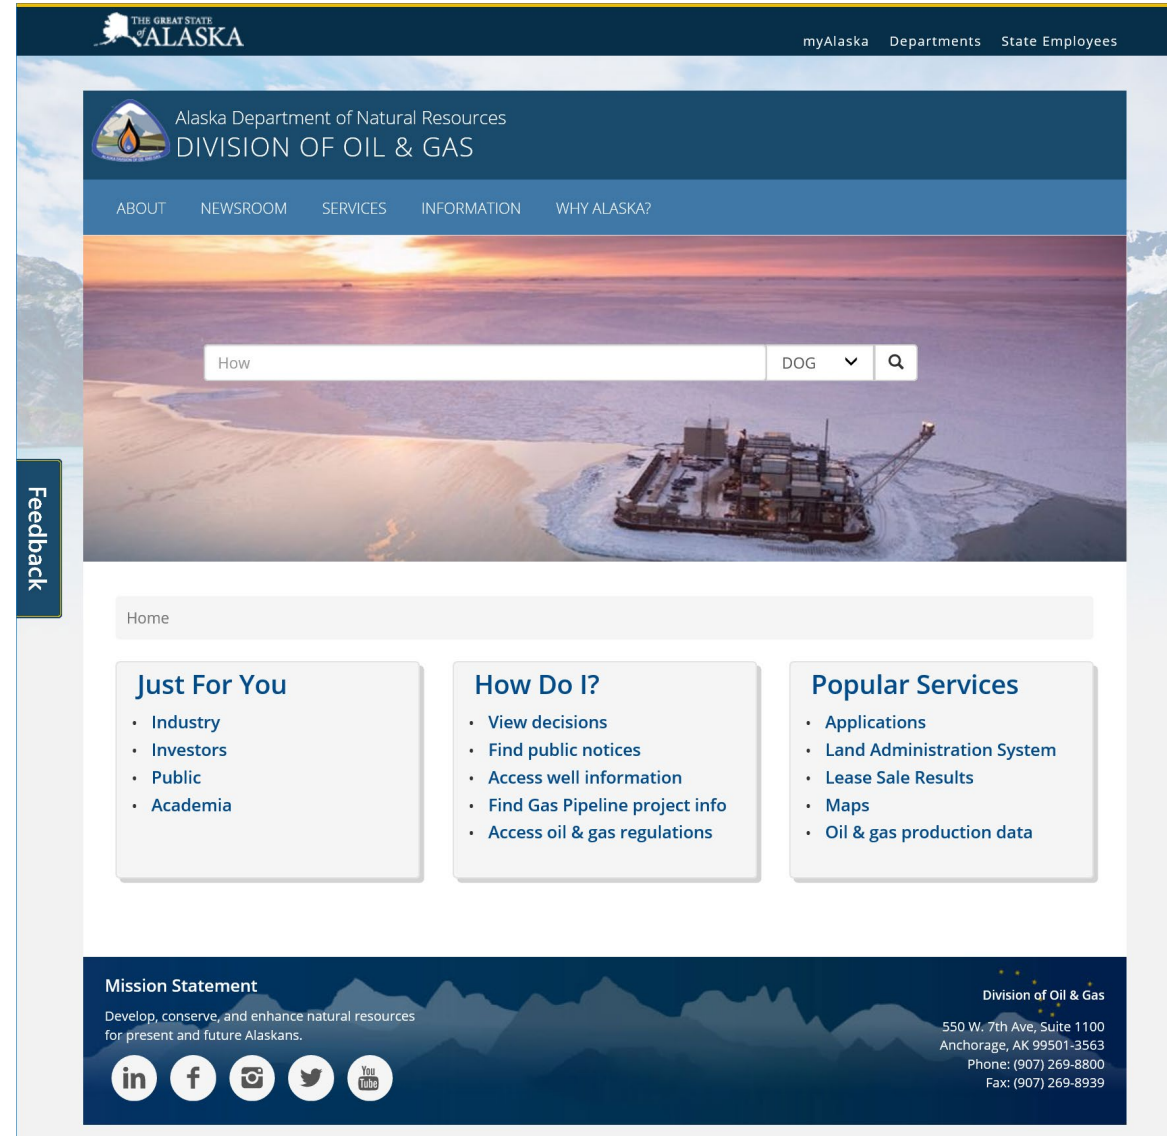 THE GREAT STATE
of ALASKA
myAlaska Departments State Employees
Alaska Department of Natural Resources
DIVISION OF OIL & GAS
ABOUT NEWSROOM SERVICES INFORMATION WHY ALASKA?
How DOG
Feedback
Home
Just For You
• Industry
• Investors
• Public
• Academia
How Do I?
• View decisions
• Find public notices
• Access well information
• Find Gas Pipeline project info
• Access oil & gas regulations
Popular Services
• Applications
• Land Administration System
• Lease Sale Results
• Maps
• Oil & gas production data
Mission Statement
Develop, conserve, and enhance natural resources
for present and future Alaskans.
in f You Tube
Division of Oil & Gas
550 W. 7th Ave, Suite 1100
Anchorage, AK 99501-3563
Phone: (907) 269-8800
Fax: (907) 269-8939